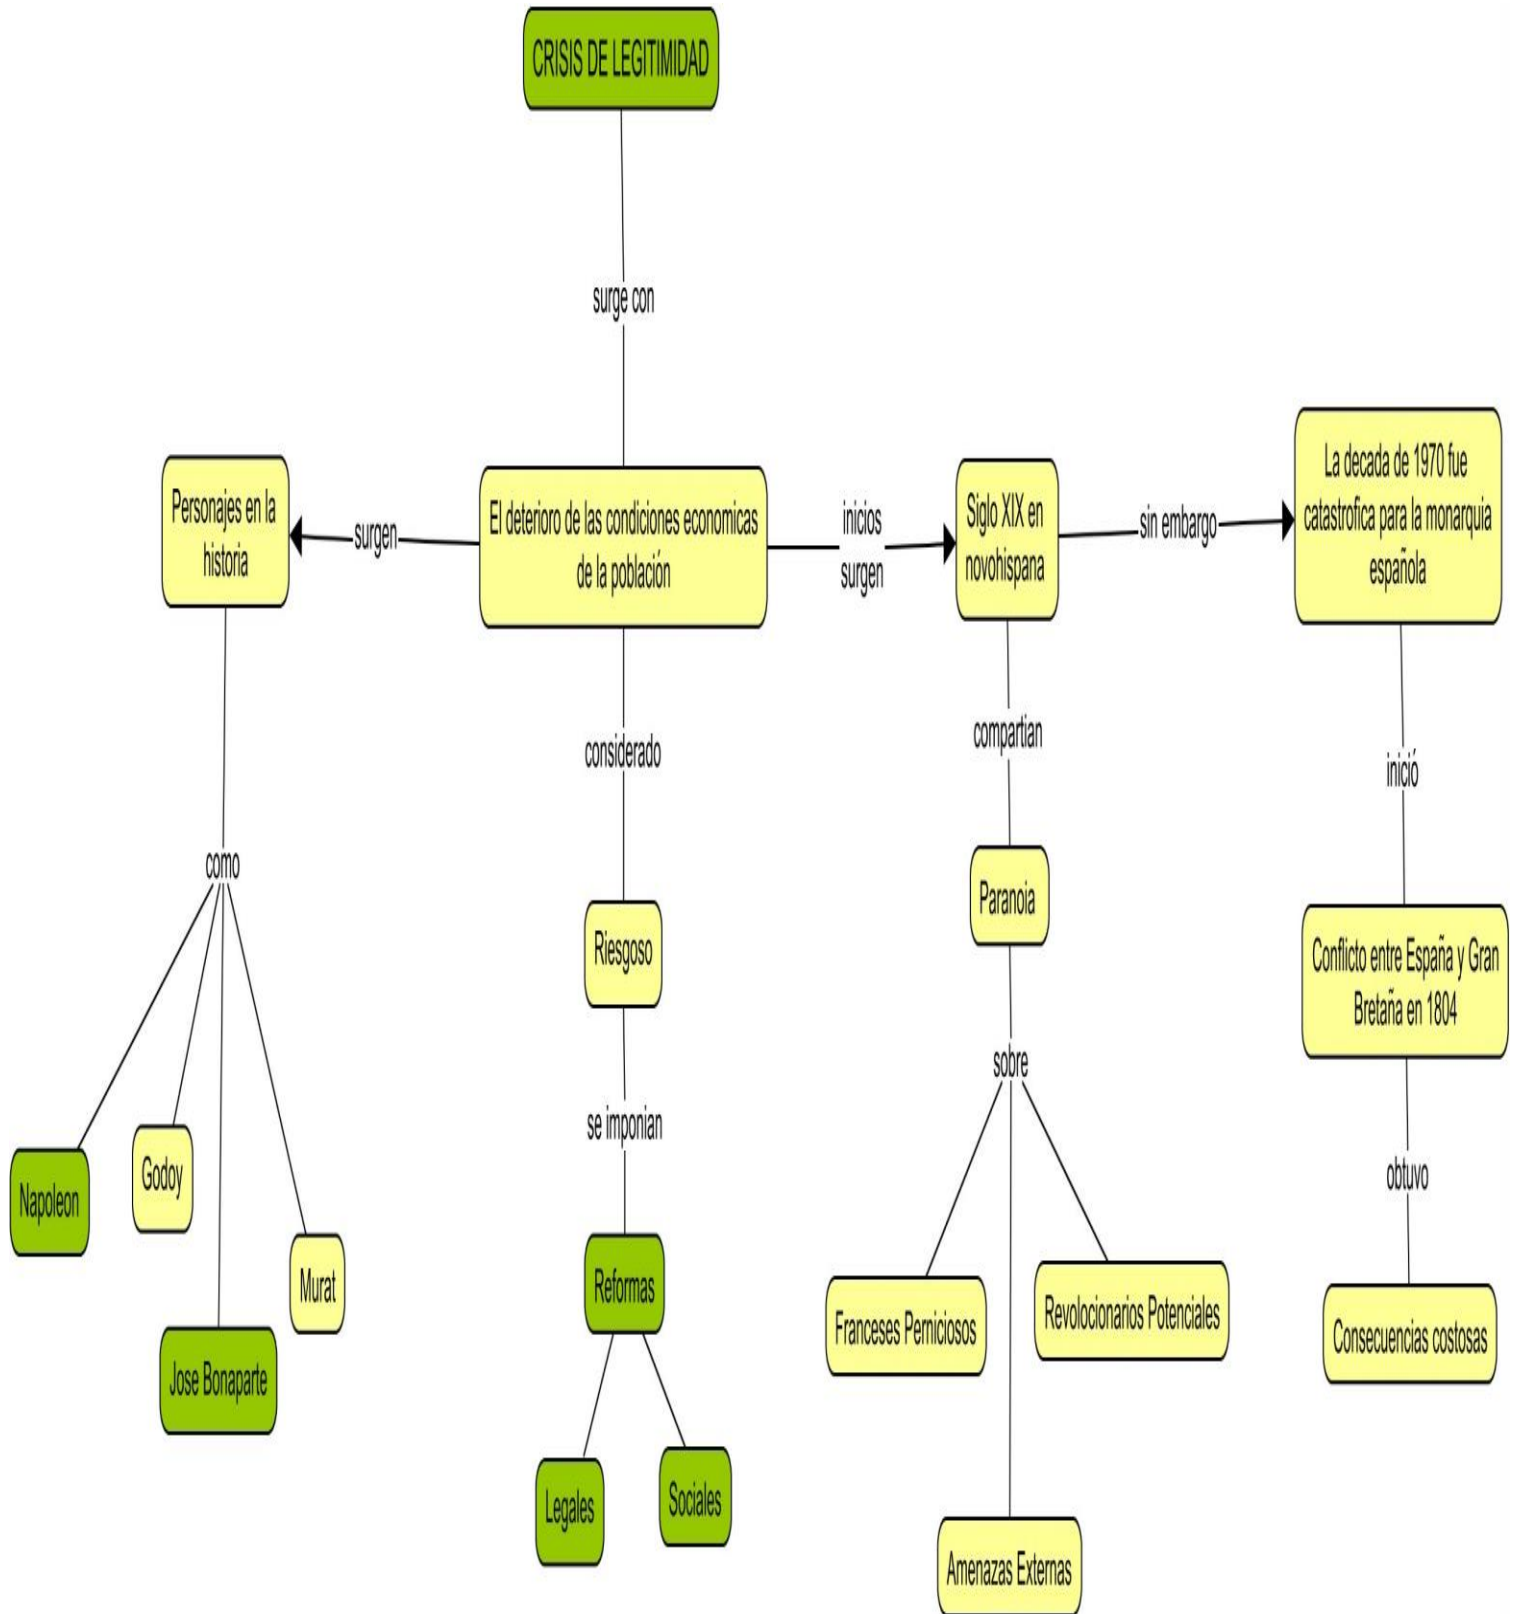 CRISIS DE LEGITIMIDAD
surge con
Personajes en la
historia
surgen
El deterioro de las condiciones economicas
de la población
inicios
surgen
Siglo XIX en
novohispana
sin embargo
La decada de 1970 fue
catastrofica para la monarquia
española
como
considerado
compartian
inició
Napoleon
Godoy
Jose Bonaparte
Murat
Riesgoso
se imponian
Reformas
Legales
Sociales
Paranoia
sobre
Franceses Perniciosos
Amenazas Externas
Revolocionarios Potenciales
Conflicto entre España y Gran
Bretaña en 1804
obtuvo
Consecuencias costosas